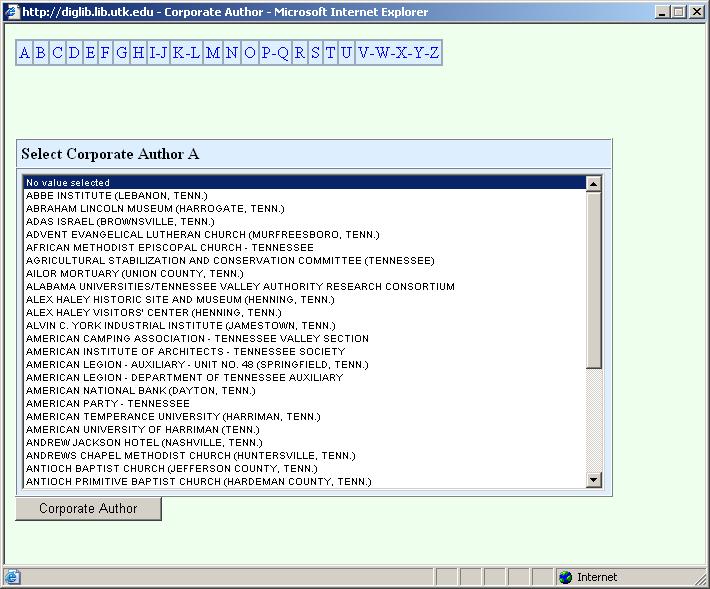 http://diglib.lib.utk.edu - Corporate Author - Microsoft Internet Explorer
A B C D E F G H I-J K-L M N O P-Q R S T U V-W-X-Y-Z
Select Corporate Author A
No value selected
ABBE INSTITUTE (LEBANON, TENN.)
ABRAHAM LINCOLN MUSEUM (HARROGATE, TENN.)
ADAS ISRAEL (BROWNSVILLE, TENN.)
ADVENT EVANGELICAL LUTHERAN CHURCH (MURFREESBORO, TENN.)
AFRICAN METHODIST EPISCOPAL CHURCH - TENNESSEE
AGRICULTURAL STABILIZATION AND CONSERVATION COMMITTEE (TENNESSEE)
AILOR MORTUARY (UNION COUNTY, TENN.)
ALABAMA UNIVERSITIES/TENNESSEE VALLEY AUTHORITY RESEARCH CONSORTIUM
ALEX HALEY HISTORIC SITE AND MUSEUM (HENNING, TENN.)
ALEX HALEY VISITORS' CENTER (HENNING, TENN.)
ALVIN C. YORK INDUSTRIAL INSTITUTE (JAMESTOWN, TENN.)
AMERICAN CAMPING ASSOCIATION - TENNESSEE VALLEY SECTION
AMERICAN INSTITUTE OF ARCHITECTS - TENNESSEE SOCIETY
AMERICAN LEGION - AUXILIARY - UNIT NO. 48 (SPRINGFIELD, TENN.)
AMERICAN LEGION - DEPARTMENT OF TENNESSEE AUXILIARY
AMERICAN NATIONAL BANK (DAYTON, TENN.)
AMERICAN PARTY - TENNESSEE
AMERICAN TEMPERANCE UNIVERSITY (HARRIMAN, TENN.)
AMERICAN UNIVERSITY OF HARRIMAN (TENN.)
ANDREW JACKSON HOTEL (NASHVILLE, TENN.)
ANDREWS CHAPEL METHODIST CHURCH (HUNTERSVILLE, TENN.)
ANTIOCH BAPTIST CHURCH (JEFFERSON COUNTY, TENN.)
ANTIOCH PRIMITIVE BAPTIST CHURCH (HARDEMAN COUNTY, TENN.)
Corporate Author
Internet